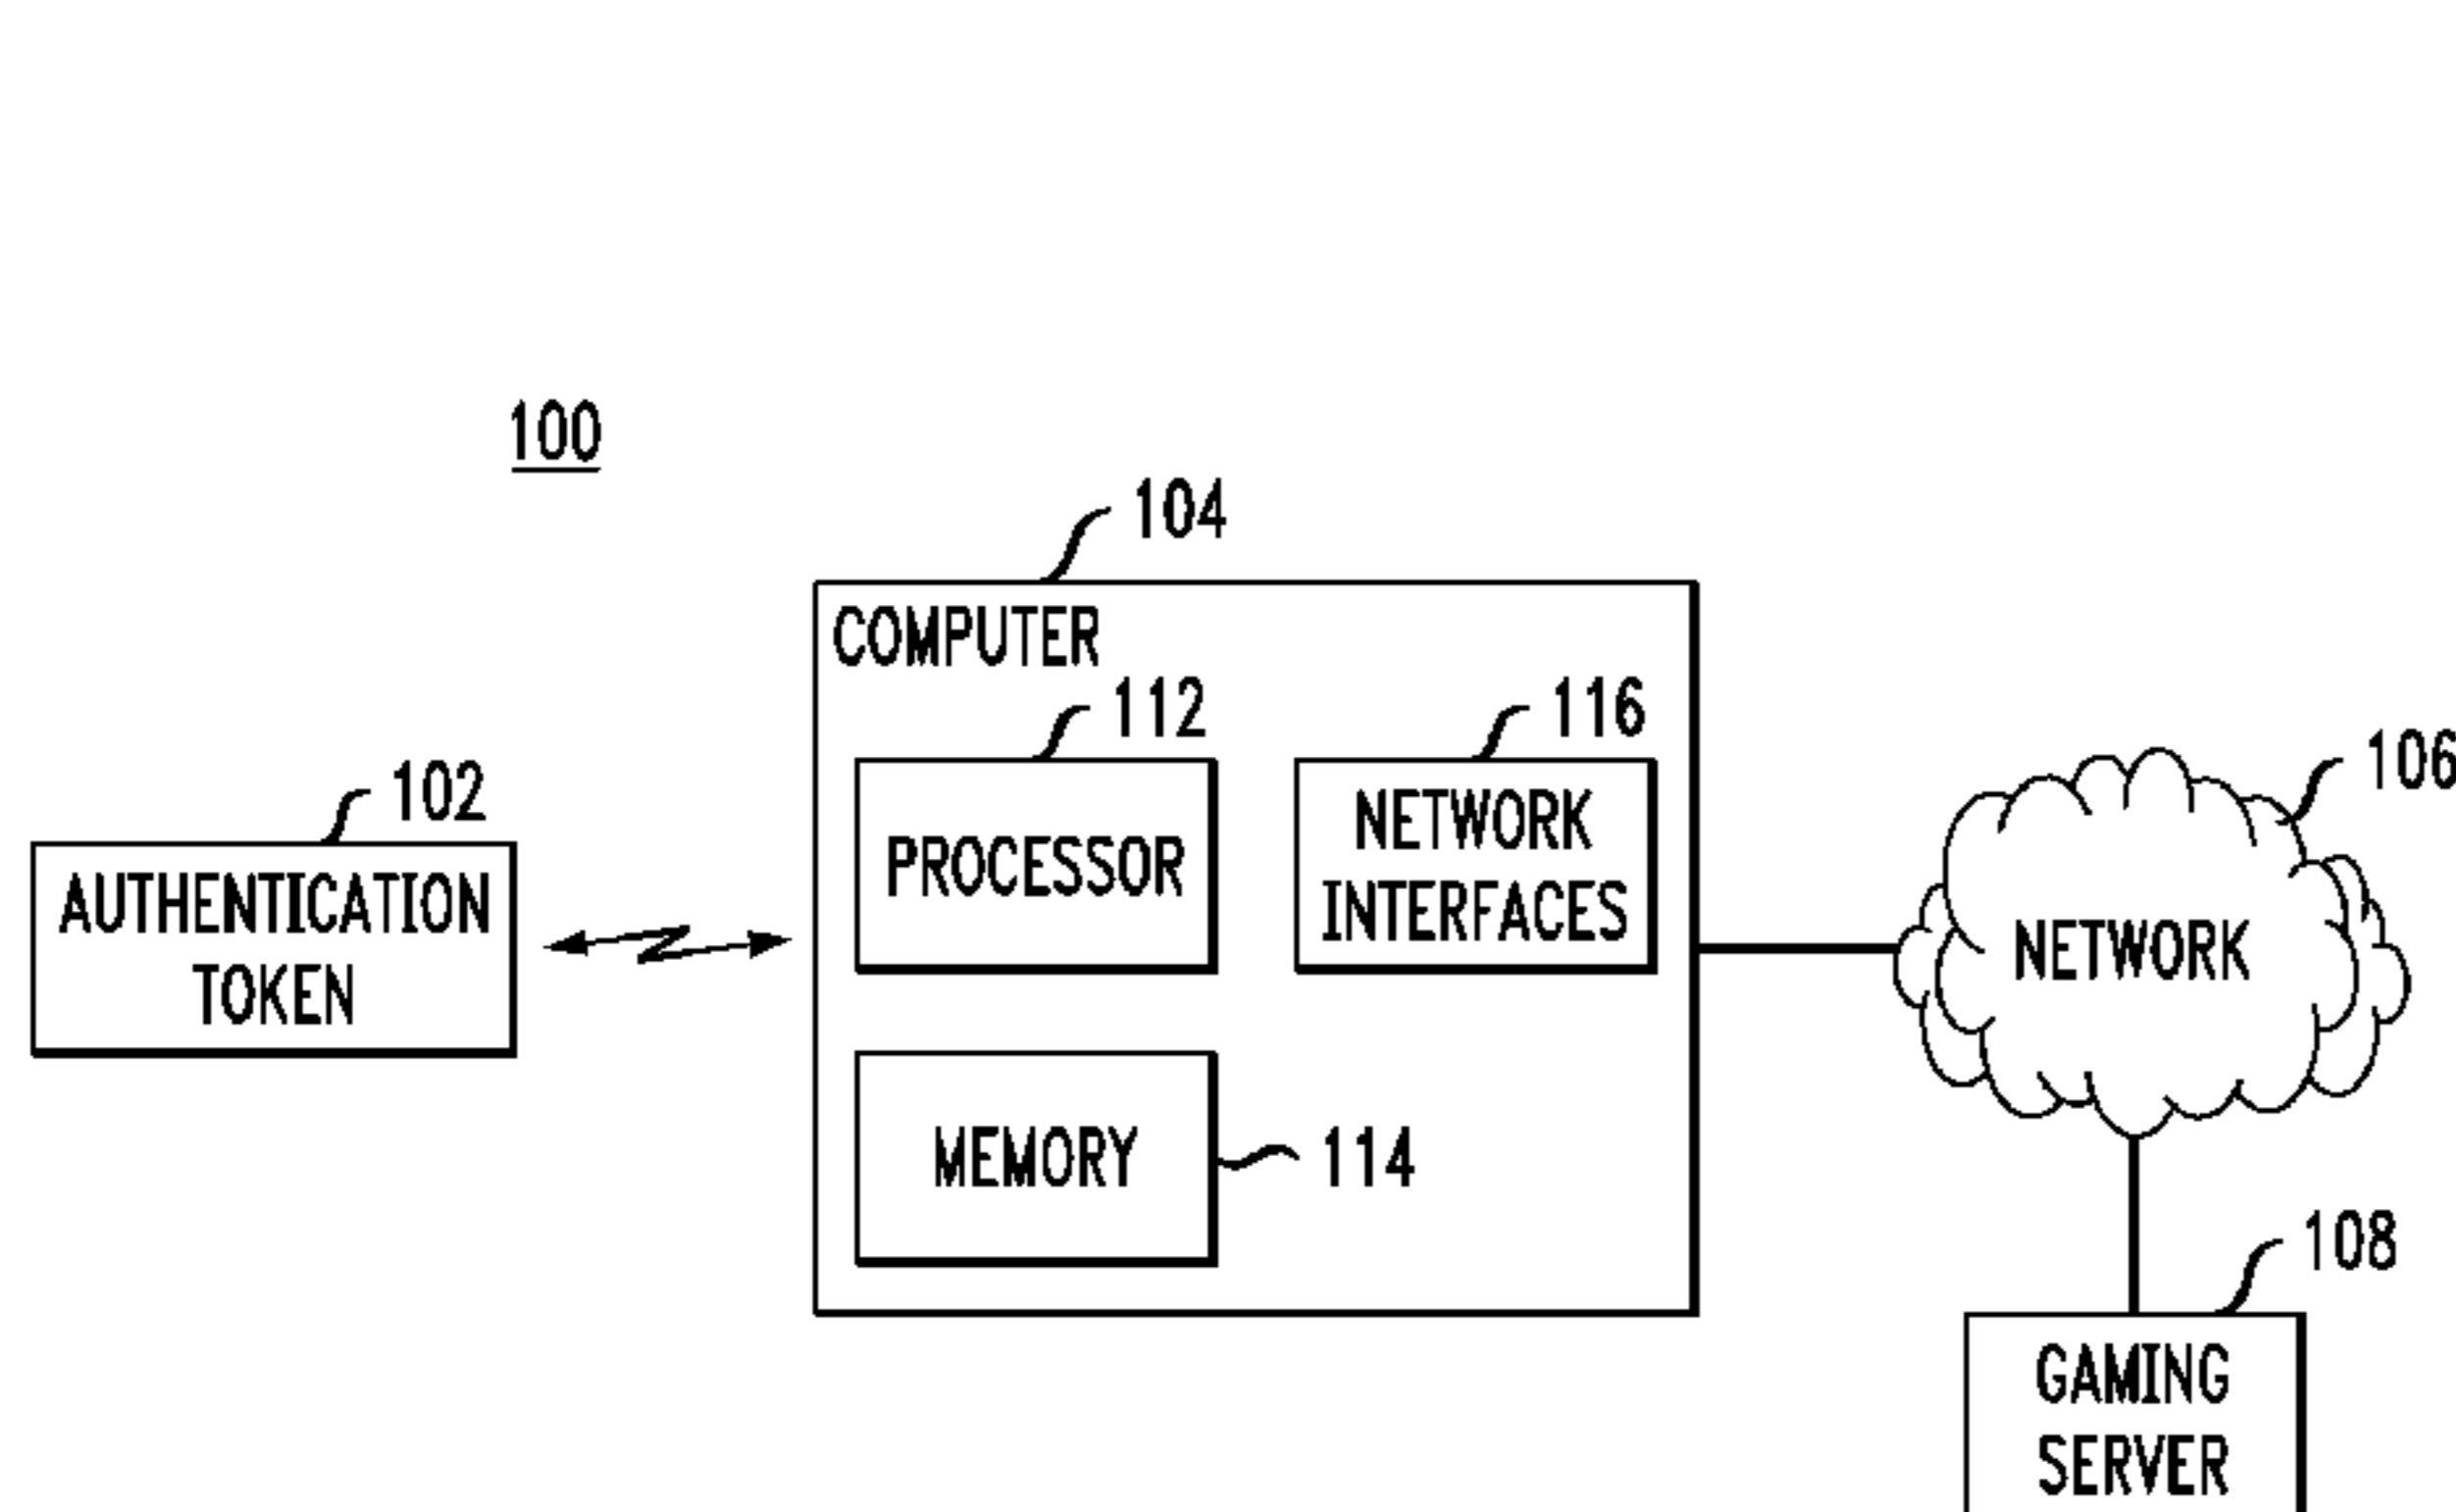 100
104
COMPUTER
112
116
102
106
PROCESSOR
NETWORK
INTERFACES
AUTHENTICATION
TOKEN
NETWORK
MEMORY
114
108
GAMING
SERVER